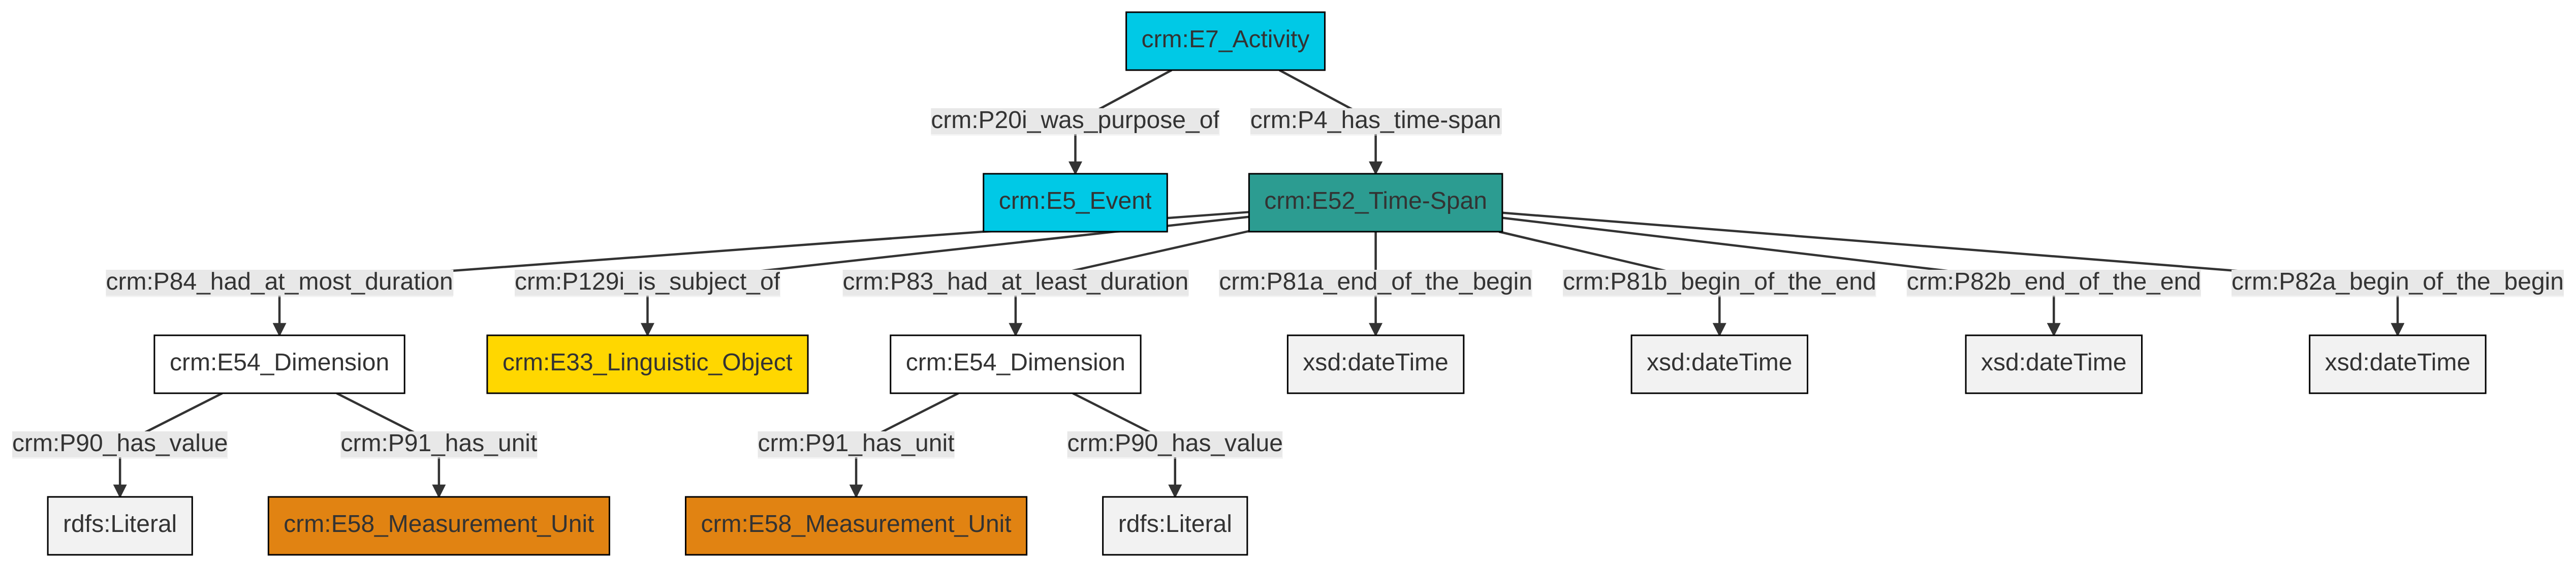 crm:E7_Activity
crm:P20i_was_purpose_of
crm:P4_has_time-span
crm:E5_Event
crm:E52_Time-Span
crm:P84_had_at_most_duration
crm:P129i_is_subject_of
crm:P83_had_at_least_duration
crm:P81a_end_of_the_begin
crm:P81b_begin_of_the_end
crm:P82b_end_of_the_end
crm:P82a_begin_of_the_begin
crm:E54_Dimension
crm:E33_Linguistic_Object
crm:E54_Dimension
xsd:dateTime
xsd:dateTime
xsd:dateTime
xsd:dateTime
crm:P90_has_value
crm:P91_has_unit
crm:P91_has_unit
crm:P90_has_value
rdfs:Literal
crm:E58_Measurement_Unit
crm:E58_Measurement_Unit
rdfs:Literal